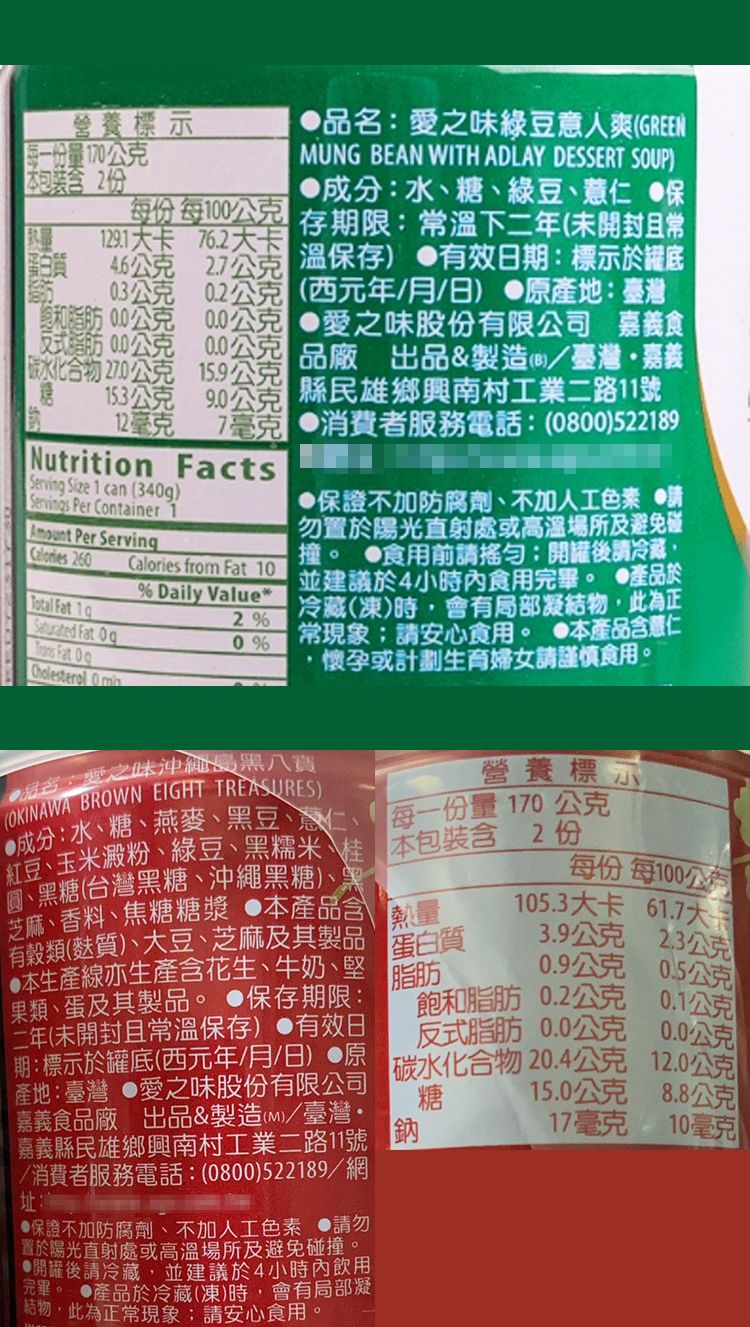 營養標示
每一份量170公克
本包裝含 2份
每份 每100公克
熱量 129.1大卡 76.2大卡
蛋白質 4.6公克 2.7公克
脂肪 0.3公克 0.2公克
飽和脂肪 0.0公克 0.0公克
反式脂肪 0.0公克 0.0公克
碳水化合物 27.0公克 15.9公克
糖 15.3公克 9.0公克
鈉 12毫克 7毫克
Nutrition Facts
Serving Size 1 can (340g)
Servings Per Container 1
Amount Per Serving
Calories 260 Calories from Fat 10
% Daily Value*
Total Fat 1g 2 %
Saturated Fat 0g 0 %
Trans Fat 0g
Cholesterol 0mg
●品名：愛之味綠豆意人爽(GREEN
MUNG BEAN WITH ADLAY DESSERT SOUP)
●成分：水、糖、綠豆、薏仁 ●保
存期限：常溫下二年(未開封且常
溫保存) ●有效日期：標示於罐底
(西元年/月/日) ●原產地：臺灣
●愛之味股份有限公司 嘉義食
品廠 出品&製造(B)／臺灣・嘉義
縣民雄鄉興南村工業二路11號
●消費者服務電話：(0800)522189
●保證不加防腐劑、不加人工色素 ●請
勿置於陽光直射處或高溫場所及避免碰
撞。 ●食用前請搖勻；開罐後請冷藏，
並建議於4小時內食用完畢。 ●產品於
冷藏(凍)時，會有局部凝結物，此為正
常現象；請安心食用。 ●本產品含薏仁
，懷孕或計劃生育婦女請謹慎食用。
●品名：愛之味沖繩島黑八寶
(OKINAWA BROWN EIGHT TREASURES)
●成分：水、糖、燕麥、黑豆、薏仁、
紅豆、玉米澱粉、綠豆、黑糯米、桂
圓、黑糖(台灣黑糖、沖繩黑糖)、黑
芝麻、香料、焦糖糖漿 ●本產品含
有穀類(麩質)、大豆、芝麻及其製品
●本生產線亦生產含花生、牛奶、堅
果類、蛋及其製品。 ●保存期限：
二年(未開封且常溫保存) ●有效日
期：標示於罐底(西元年/月/日) ●原
產地：臺灣 ●愛之味股份有限公司
嘉義食品廠 出品&製造(M)／臺灣・
嘉義縣民雄鄉興南村工業二路11號
／消費者服務電話：(0800)522189／網
址：
●保證不加防腐劑、不加人工色素 ●請勿
置於陽光直射處或高溫場所及避免碰撞。
●開罐後請冷藏，並建議於4小時內飲用
完畢。 ●產品於冷藏(凍)時，會有局部凝
結物，此為正常現象；請安心食用。
營養標示
每一份量 170 公克
本包裝含 2 份
每份 每100公克
熱量 105.3大卡 61.7大卡
蛋白質 3.9公克 2.3公克
脂肪 0.9公克 0.5公克
飽和脂肪 0.2公克 0.1公克
反式脂肪 0.0公克 0.0公克
碳水化合物 20.4公克 12.0公克
糖 15.0公克 8.8公克
鈉 17毫克 10毫克